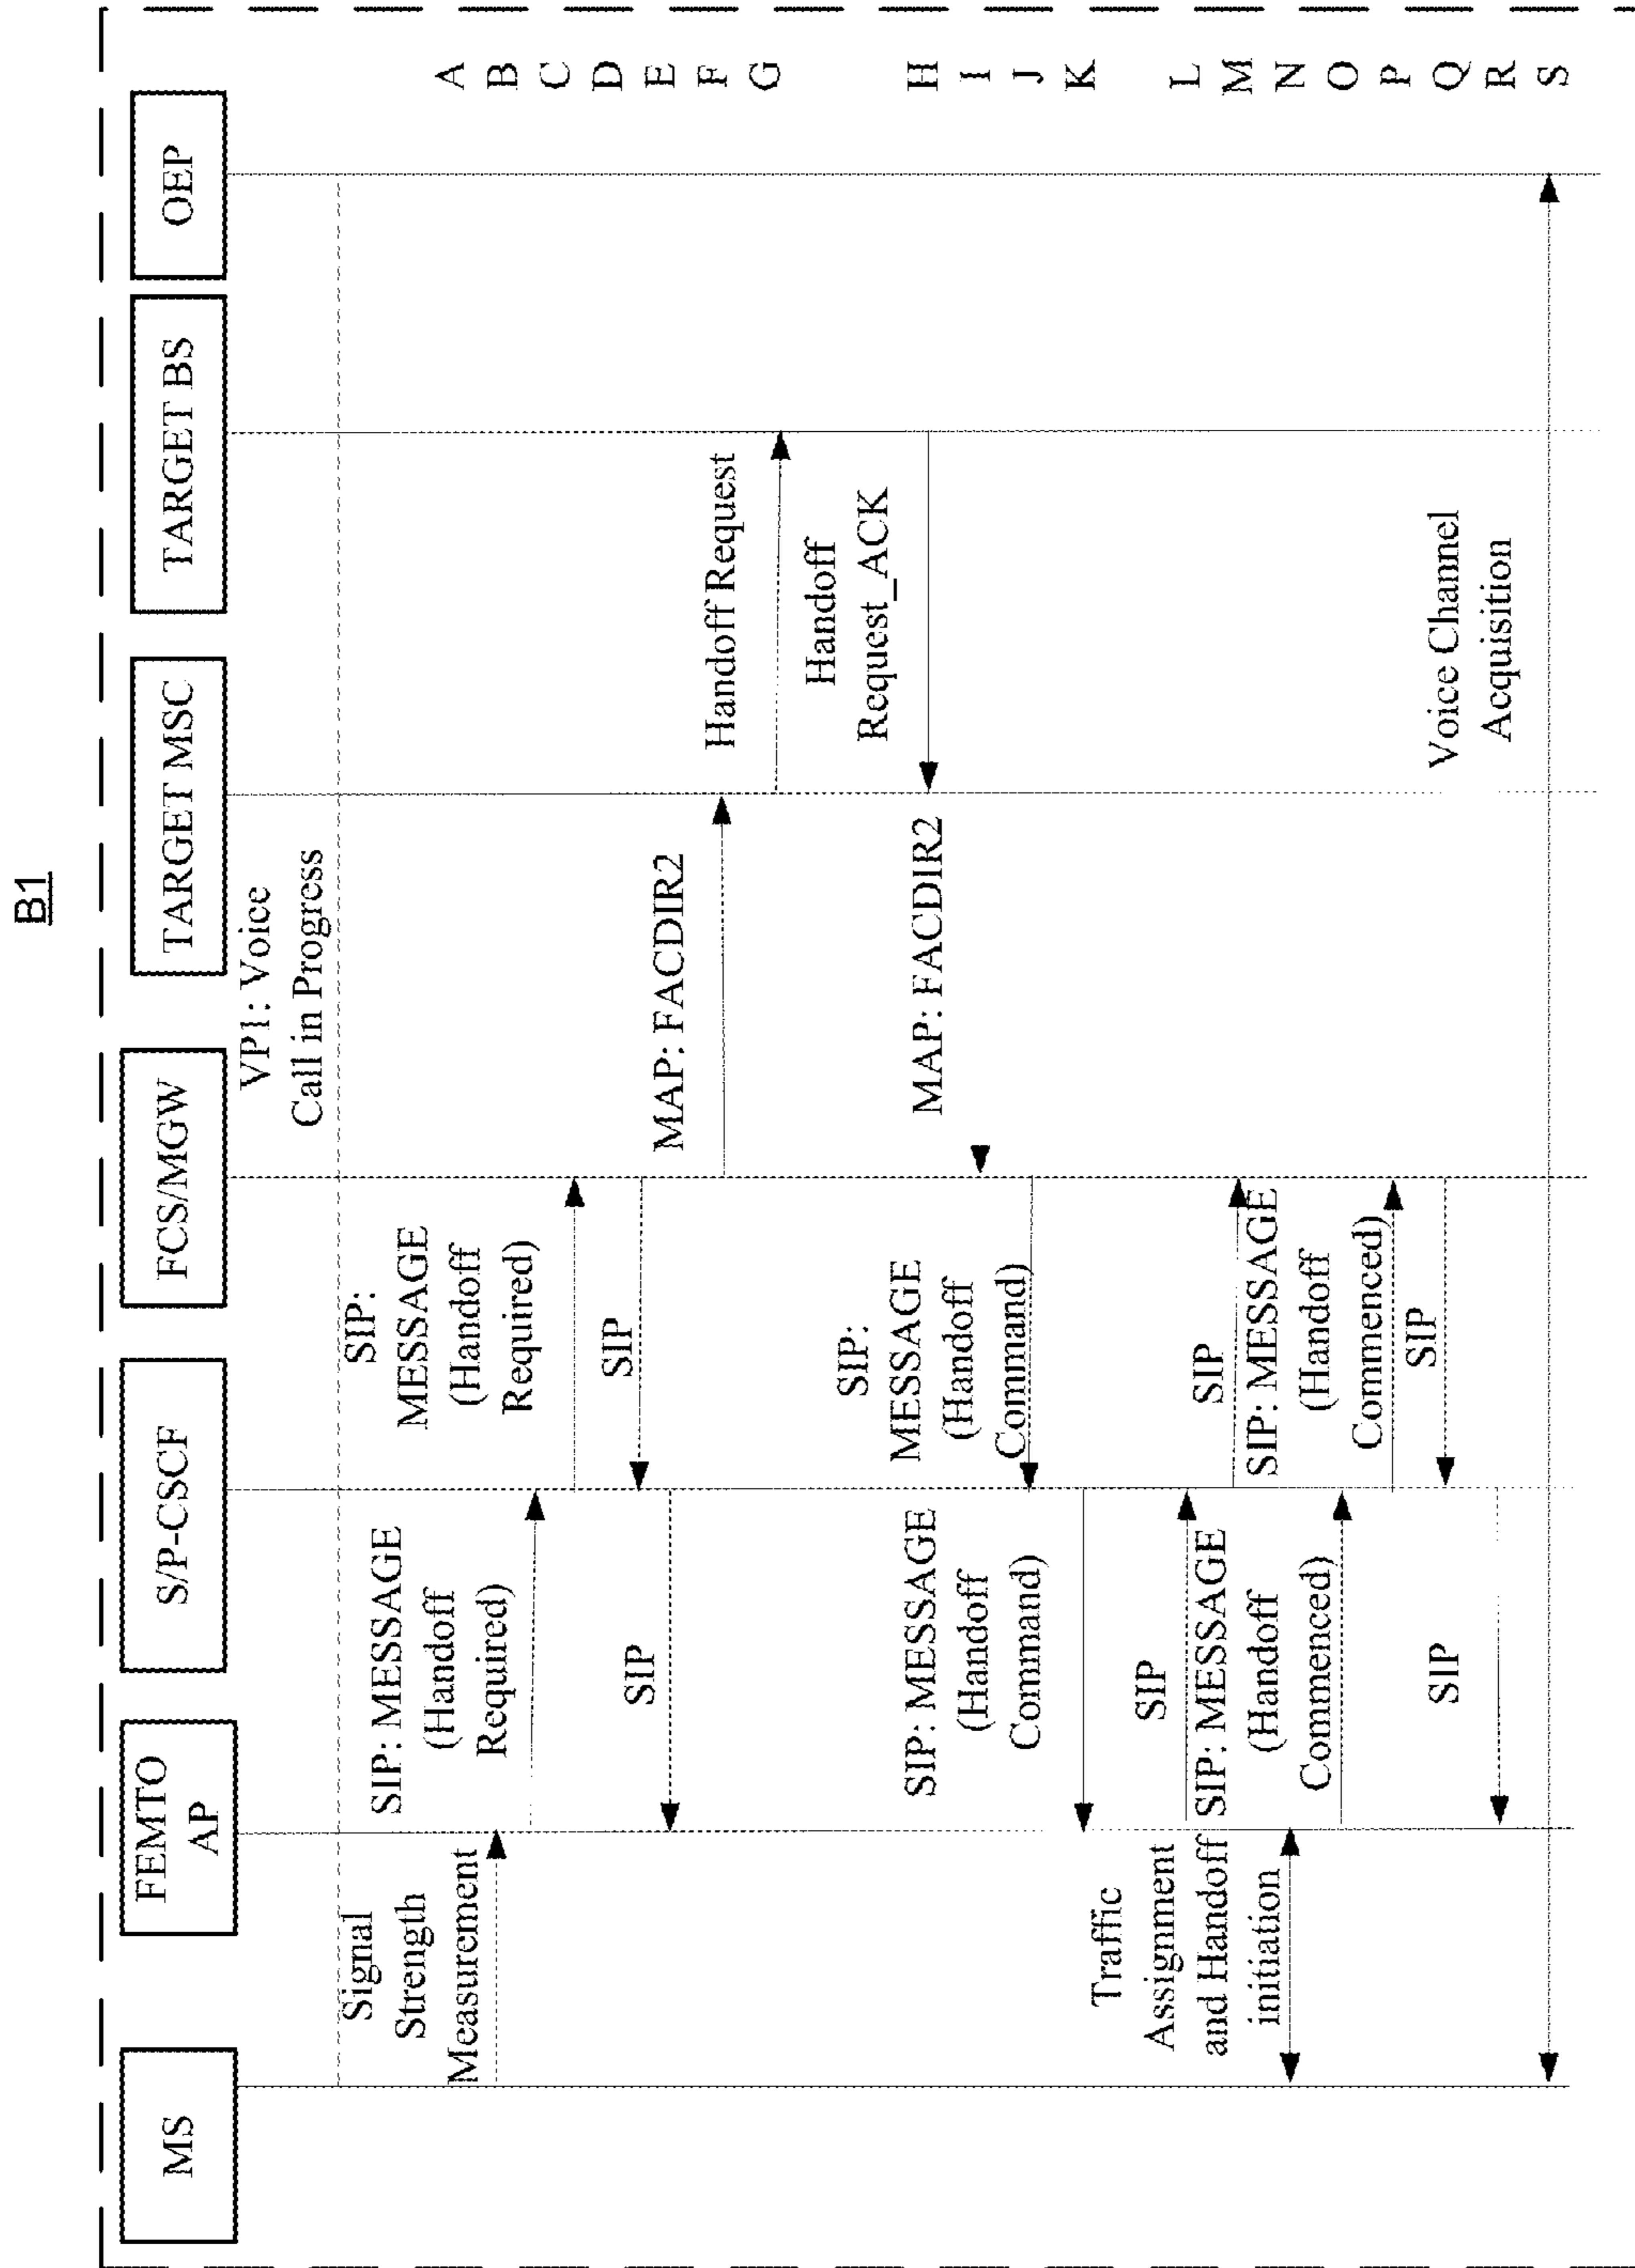 B1
MS
FEMTO
AP
S/P-CSCF
FCS/MGW
TARGET MSC
TARGET BS
OEP
VP1: Voice
Call in Progress
Signal
Strength
Measurement
SIP: MESSAGE
(Handoff
Required)
SIP:
MESSAGE
(Handoff
Required)
SIP
SIP
MAP: FACDIR2
Handoff Request
Handoff
Request_ACK
MAP: FACDIR2
SIP:
MESSAGE
(Handoff
Command)
SIP: MESSAGE
(Handoff
Command)
SIP
SIP
Traffic
Assignment
and Handoff
initiation
SIP: MESSAGE
(Handoff
Commenced)
SIP: MESSAGE
(Handoff
Commenced)
SIP
SIP
Voice Channel
Acquisition
A
B
C
D
E
F
G
H
I
J
K
L
M
N
O
P
Q
R
S